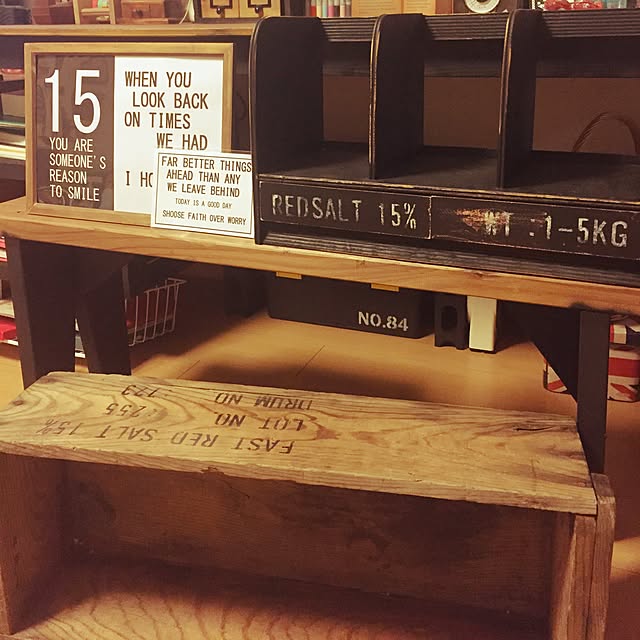 15
YOU ARE
SOMEONE'S
REASON
TO SMILE
WHEN YOU
LOOK BACK
ON TIMES
WE HAD
I
FAR BETTER THINGS
AHEAD THAN ANY
WE LEAVE BEHIND
TODAY IS A GOOD DAY
SHOOSE FAITH OVER WORRY
REDSALT 15%
WT .1-5KG
NO.84
FAST RED SALT 15%
LOT NO. 255
DRUM NO. 123